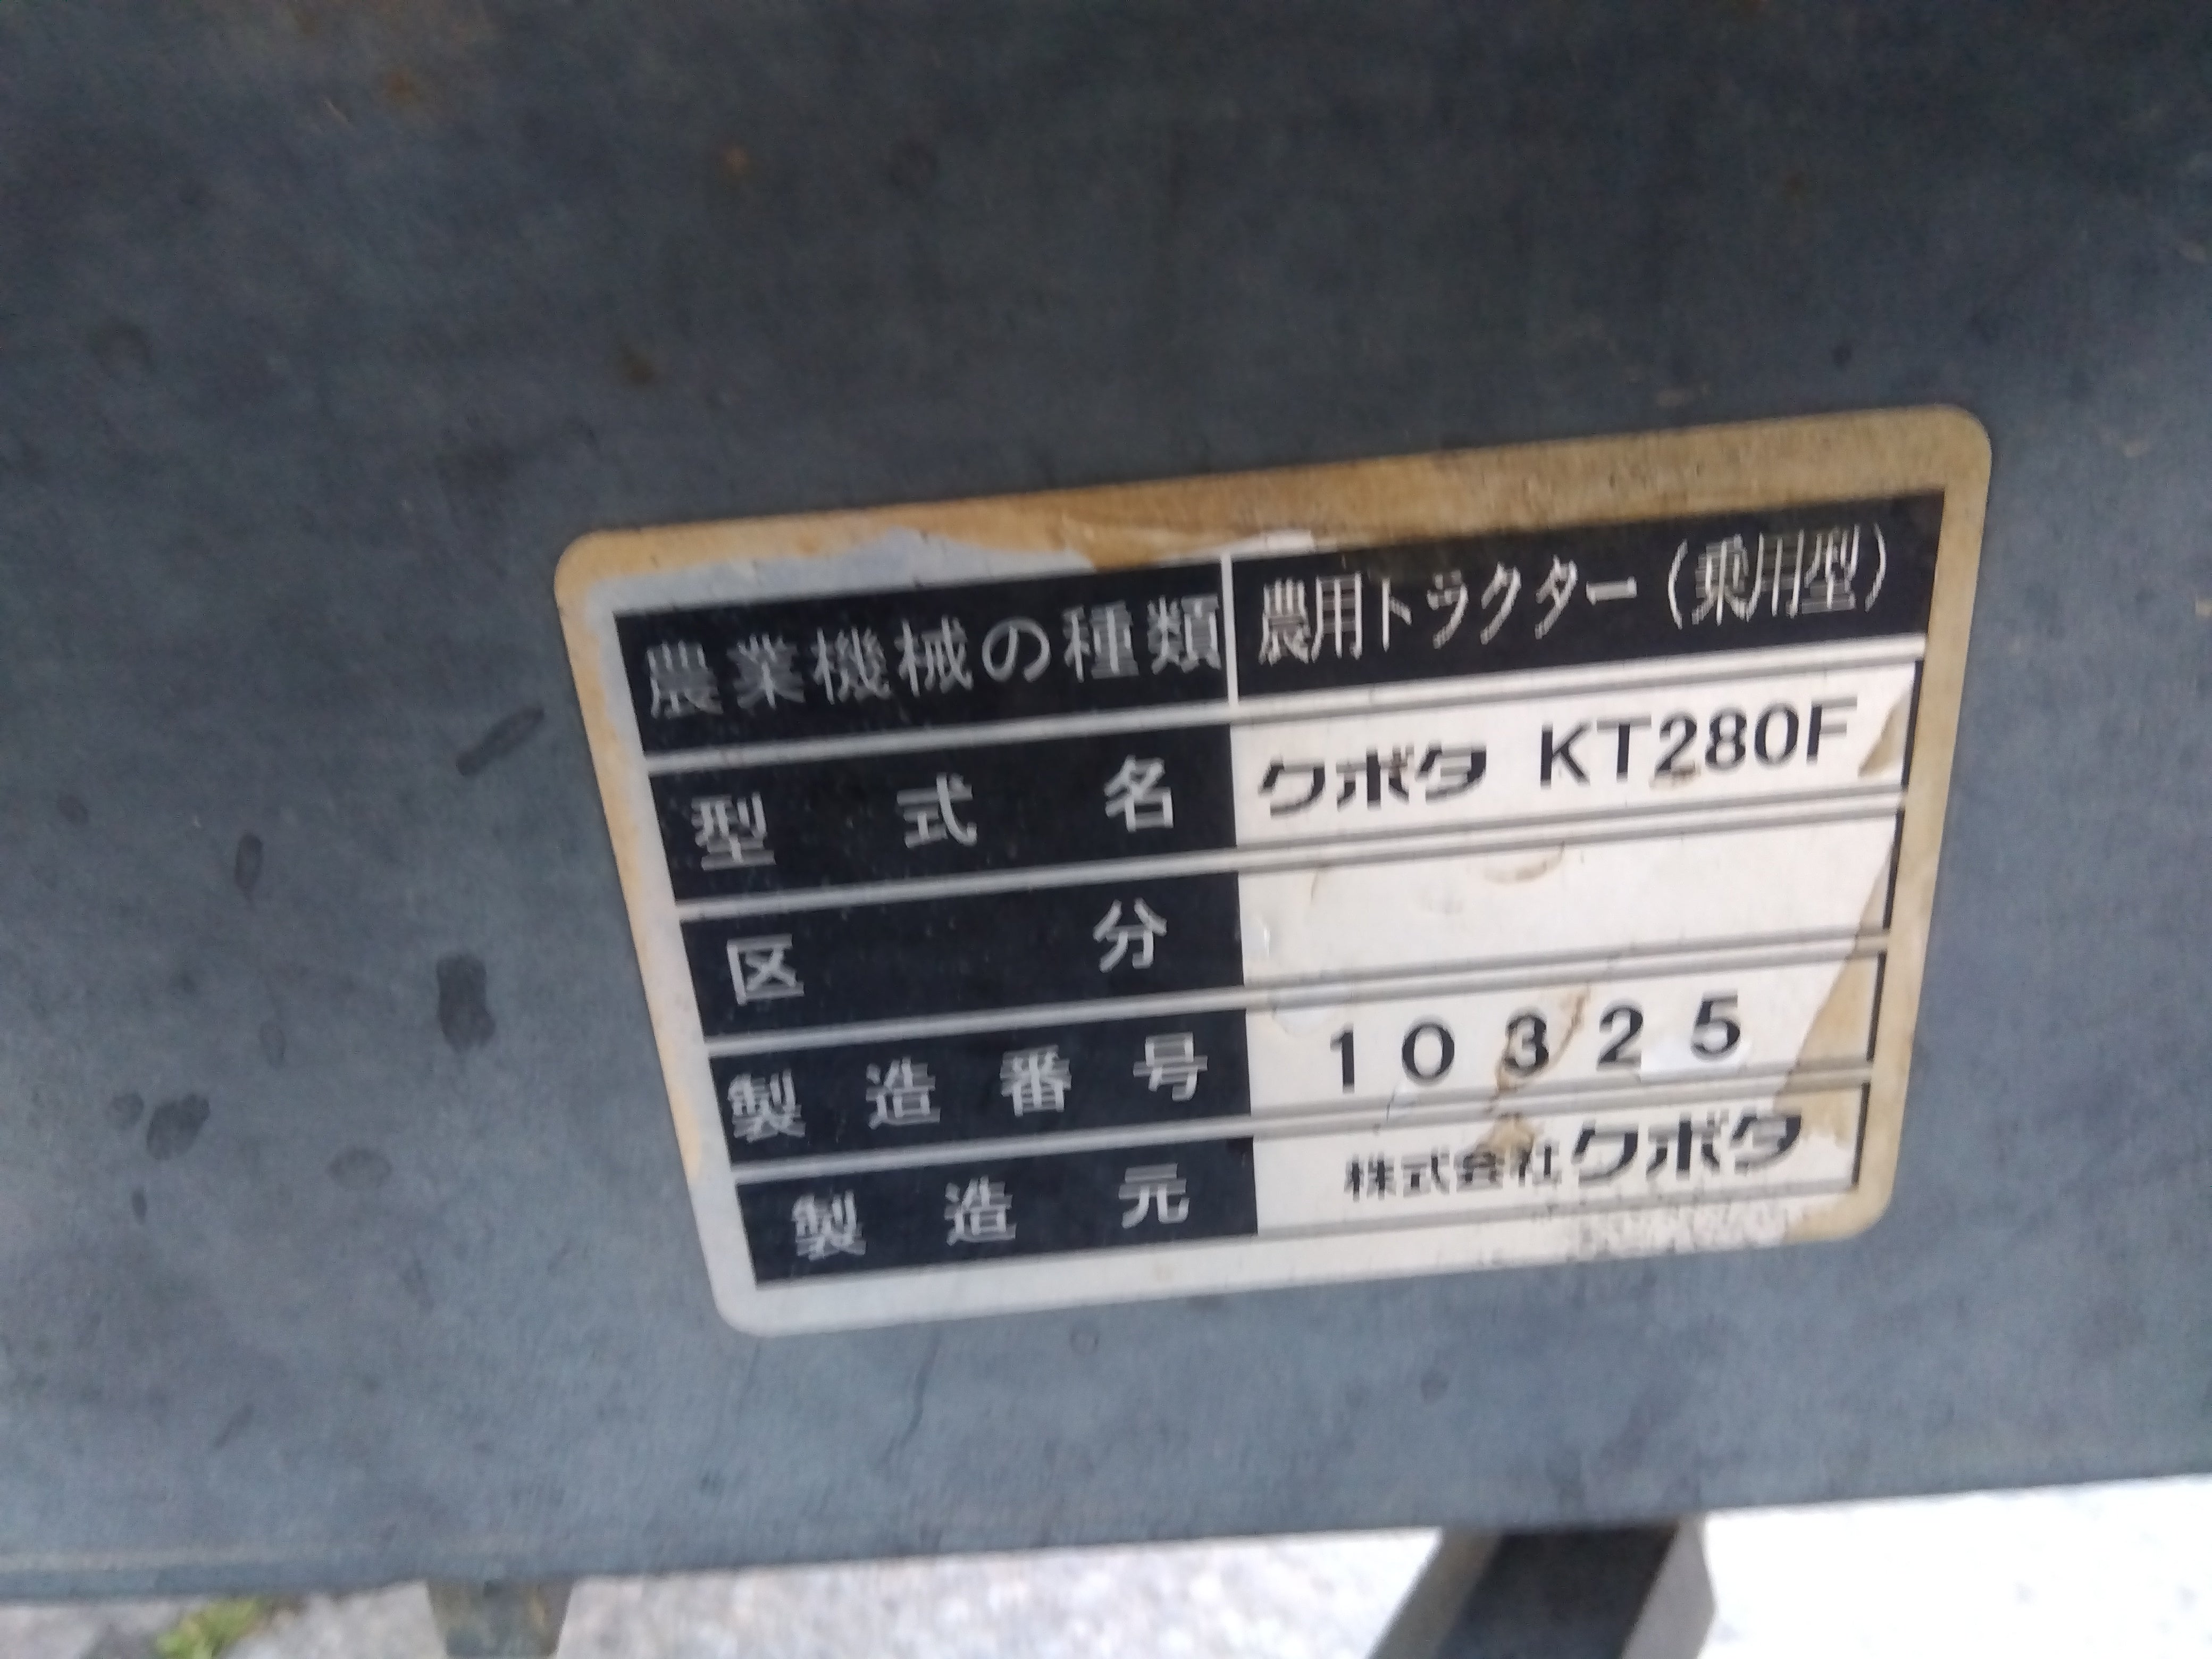 農業機械の種類 農用トラクター(乗用型)
型式名 クボタ KT280F
区分
製造番号 10325
製造元 株式会社クボタ